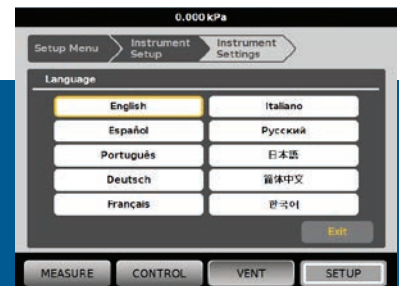 0.000 kPa
Setup Menu
Instrument Setup
Instrument Settings
Language
English
Italiano
Español
Русский
Português
日本語
Deutsch
简体中文
Français
한국어
Exit
MEASURE
CONTROL
VENT
SETUP